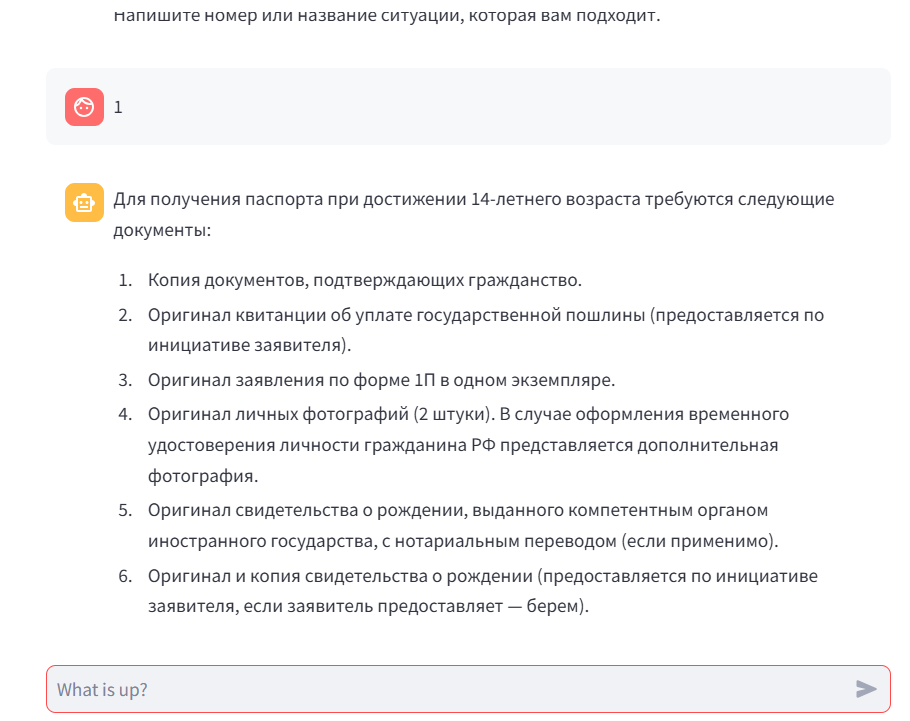 Напишите номер или название ситуации, которая вам подходит.
1
Для получения паспорта при достижении 14-летнего возраста требуются следующие
документы:
1. Копия документов, подтверждающих гражданство.
2. Оригинал квитанции об уплате государственной пошлины (предоставляется по
инициативе заявителя).
3. Оригинал заявления по форме 1П в одном экземпляре.
4. Оригинал личных фотографий (2 штуки). В случае оформления временного
удостоверения личности гражданина РФ представляется дополнительная
фотография.
5. Оригинал свидетельства о рождении, выданного компетентным органом
иностранного государства, с нотариальным переводом (если применимо).
6. Оригинал и копия свидетельства о рождении (предоставляется по инициативе
заявителя, если заявитель предоставляет — берем).
What is up?